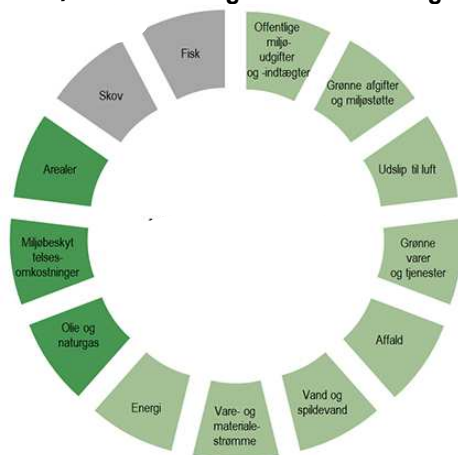 Offentlige
miljø-
udgifter
og -indtægter
Grønne afgifter
og miljøstøtte
Udslip til luft
Grønne
varer
og tjenester
Affald
Vand og
spildevand
Vare- og
materiale-
strømme
Energi
Olie og
naturgas
Miljøbeskyt
telses-
omkostninger
Arealer
Skov
Fisk